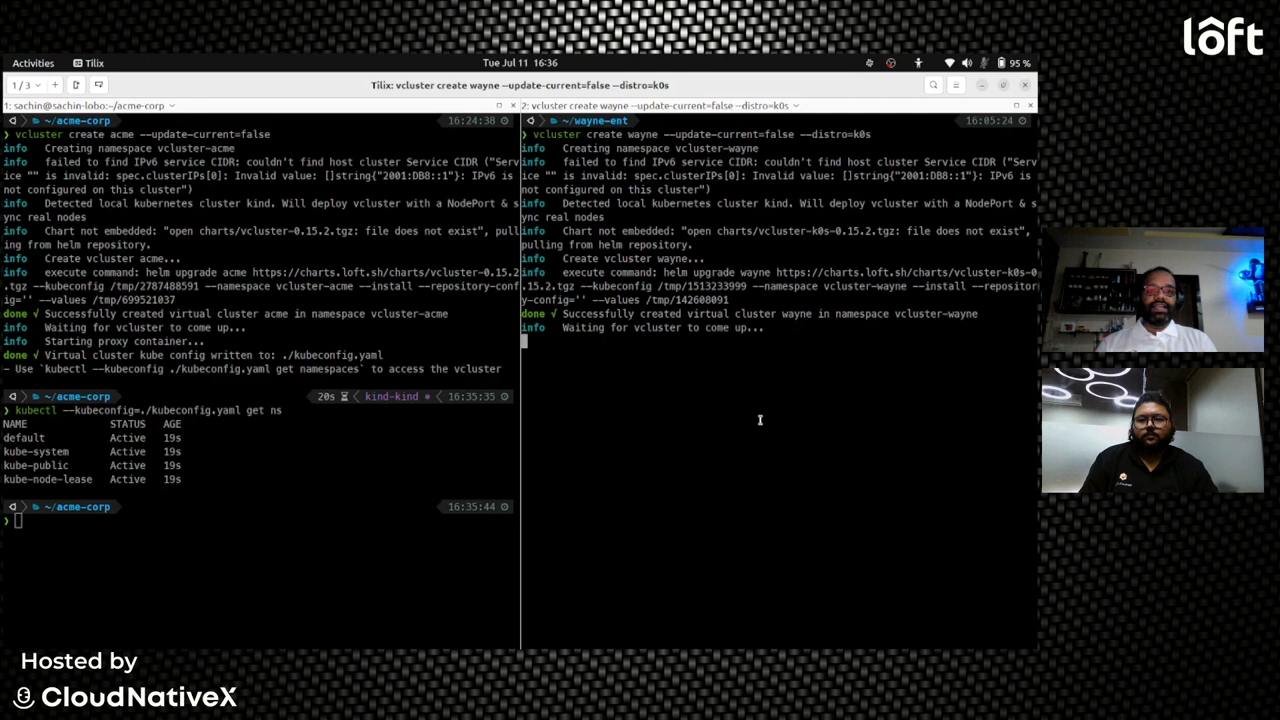 loft
Activities
Tilix
Tue Jul 11 16:36
95 %
1 / 3
Tilix: vcluster create wayne --update-current=false --distro=k0s
1: sachin@sachin-lobo:~/acme-corp
~/acme-corp
16:24:38
❯ vcluster create acme --update-current=false
info Creating namespace vcluster-acme
info failed to find IPv6 service CIDR: couldn't find host cluster Service CIDR ("Serv
ice "" is invalid: spec.clusterIPs[0]: Invalid value: []string{"2001:DB8::1"}: IPv6 is
not configured on this cluster")
info Detected local kubernetes cluster kind. Will deploy vcluster with a NodePort & s
ync real nodes
info Chart not embedded: "open charts/vcluster-0.15.2.tgz: file does not exist", pull
ing from helm repository.
info Create vcluster acme...
info execute command: helm upgrade acme https://charts.loft.sh/charts/vcluster-0.15.2
.tgz --kubeconfig /tmp/2787488591 --namespace vcluster-acme --install --repository-conf
ig='' --values /tmp/699521037
done √ Successfully created virtual cluster acme in namespace vcluster-acme
info Waiting for vcluster to come up...
info Starting proxy container...
done √ Virtual cluster kube config written to: ./kubeconfig.yaml
- Use `kubectl --kubeconfig ./kubeconfig.yaml get namespaces` to access the vcluster
~/acme-corp
20s
kind-kind
16:35:35
❯ kubectl --kubeconfig=./kubeconfig.yaml get ns
NAME STATUS AGE
default Active 19s
kube-system Active 19s
kube-public Active 19s
kube-node-lease Active 19s
~/acme-corp
16:35:44
❯
2: vcluster create wayne --update-current=false --distro=k0s
~/wayne-ent
16:05:24
❯ vcluster create wayne --update-current=false --distro=k0s
info Creating namespace vcluster-wayne
info failed to find IPv6 service CIDR: couldn't find host cluster Service CIDR ("Ser
vice "" is invalid: spec.clusterIPs[0]: Invalid value: []string{"2001:DB8::1"}: IPv6 is
not configured on this cluster")
info Detected local kubernetes cluster kind. Will deploy vcluster with a NodePort &
sync real nodes
info Chart not embedded: "open charts/vcluster-k0s-0.15.2.tgz: file does not exist",
pulling from helm repository.
info Create vcluster wayne...
info execute command: helm upgrade wayne https://charts.loft.sh/charts/vcluster-k0s-0
.15.2.tgz --kubeconfig /tmp/1513233999 --namespace vcluster-wayne --install --repositor
y-config='' --values /tmp/142608091
done √ Successfully created virtual cluster wayne in namespace vcluster-wayne
info Waiting for vcluster to come up...
Hosted by
CloudNativeX